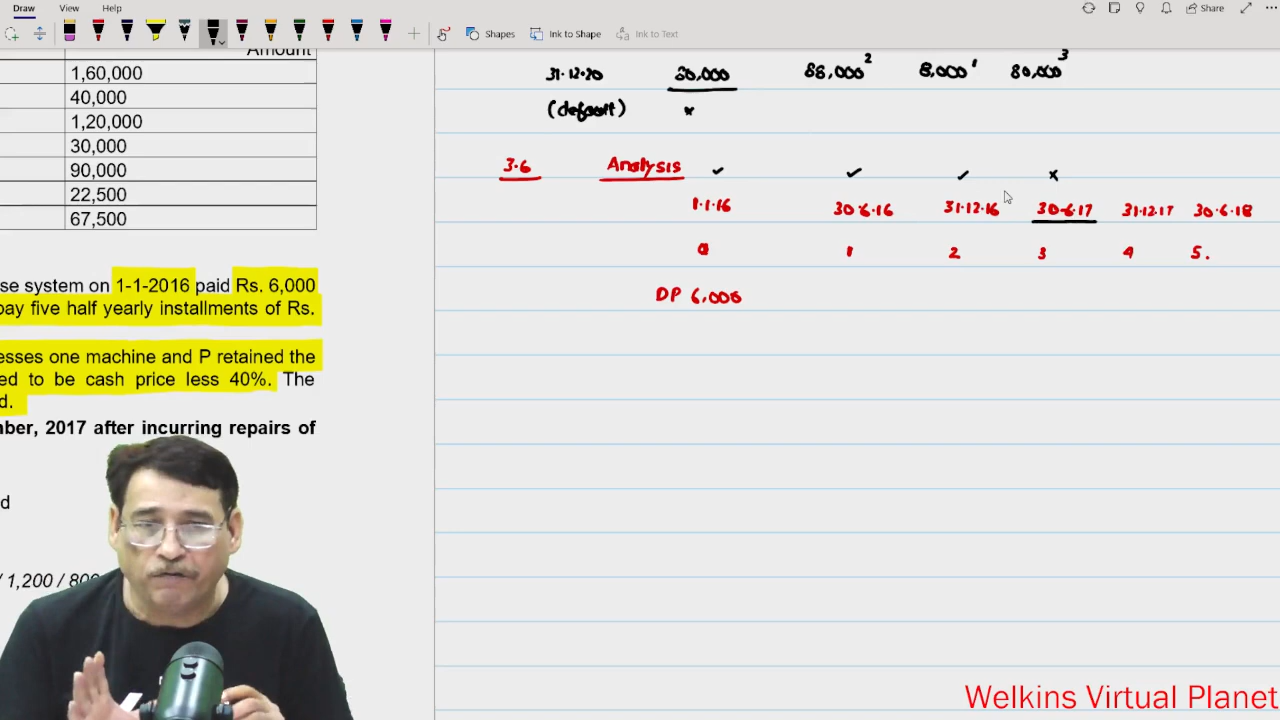 Draw View Help
Share
Shapes Ink to Shape Ink to Text
Amount
1,60,000
40,000
1,20,000
30,000
90,000
22,500
67,500
se system on 1-1-2016 paid Rs. 6,000
pay five half yearly installments of Rs.
esses one machine and P retained the
ed to be cash price less 40%. The
d.
ber, 2017 after incurring repairs of
d
/ 1,200 / 800
31.12.20 20,000 88,000² 8,000¹ 80,000³
(default) ×
3.6 Analysis ✓ ✓ ✓ ×
1.1.16 30.6.16 31.12.16 30-6.17 31.12.17 30.6.18
0 1 2 3 4 5.
DP 6,000
Welkins Virtual Planet